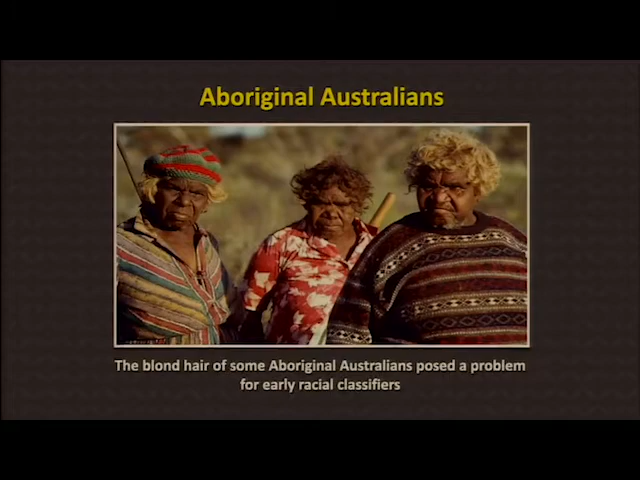 Aboriginal Australians
The blond hair of some Aboriginal Australians posed a problem
for early racial classifiers